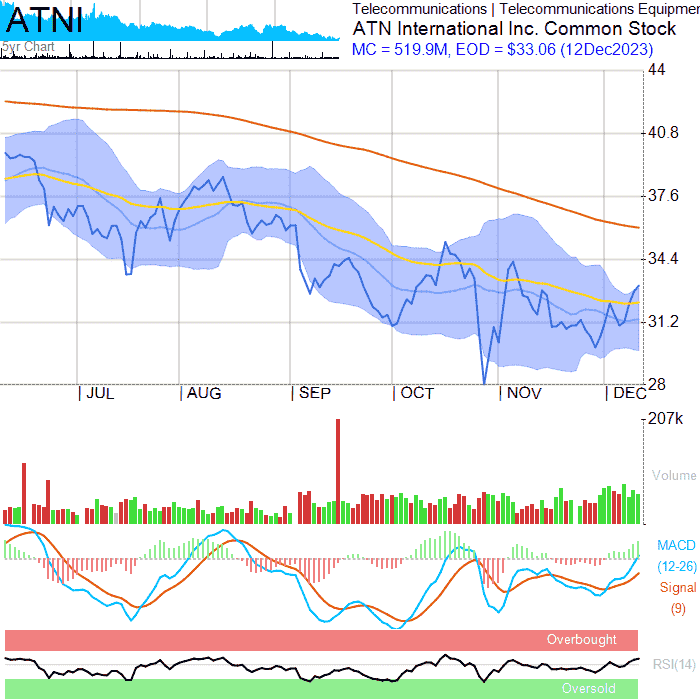 ATNI
5yr Chart
Telecommunications | Telecommunications Equipmen
ATN International Inc. Common Stock
MC = 519.9M, EOD = $33.06 (12Dec2023)
44
40.8
37.6
34.4
31.2
28
JUL AUG SEP OCT NOV DEC
207k
Volume
MACD
(12-26)
Signal
(9)
Overbought
RSI(14)
Oversold